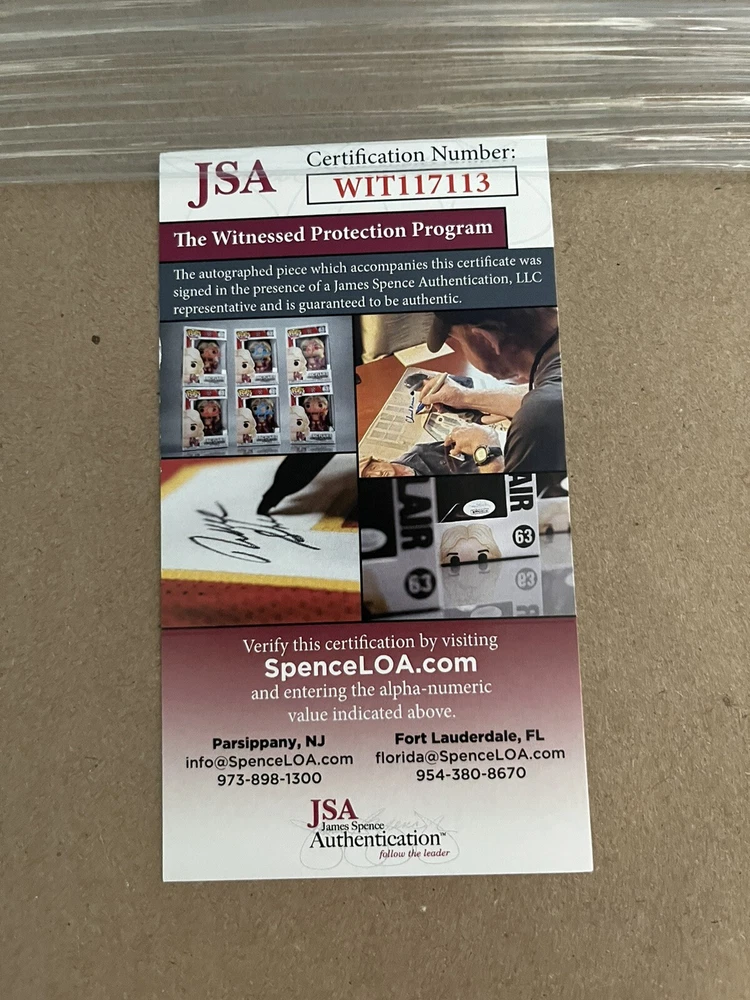 JSA
Certification Number:
WIT117113
The Witnessed Protection Program
The autographed piece which accompanies this certificate was
signed in the presence of a James Spence Authentication, LLC
representative and is guaranteed to be authentic.
LAIR
63
AIR
63
Verify this certification by visiting
SpenceLOA.com
and entering the alpha-numeric
value indicated above.
Parsippany, NJ
info@SpenceLOA.com
973-898-1300
Fort Lauderdale, FL
florida@SpenceLOA.com
954-380-8670
JSA
James Spence
Authentication™
follow the leader